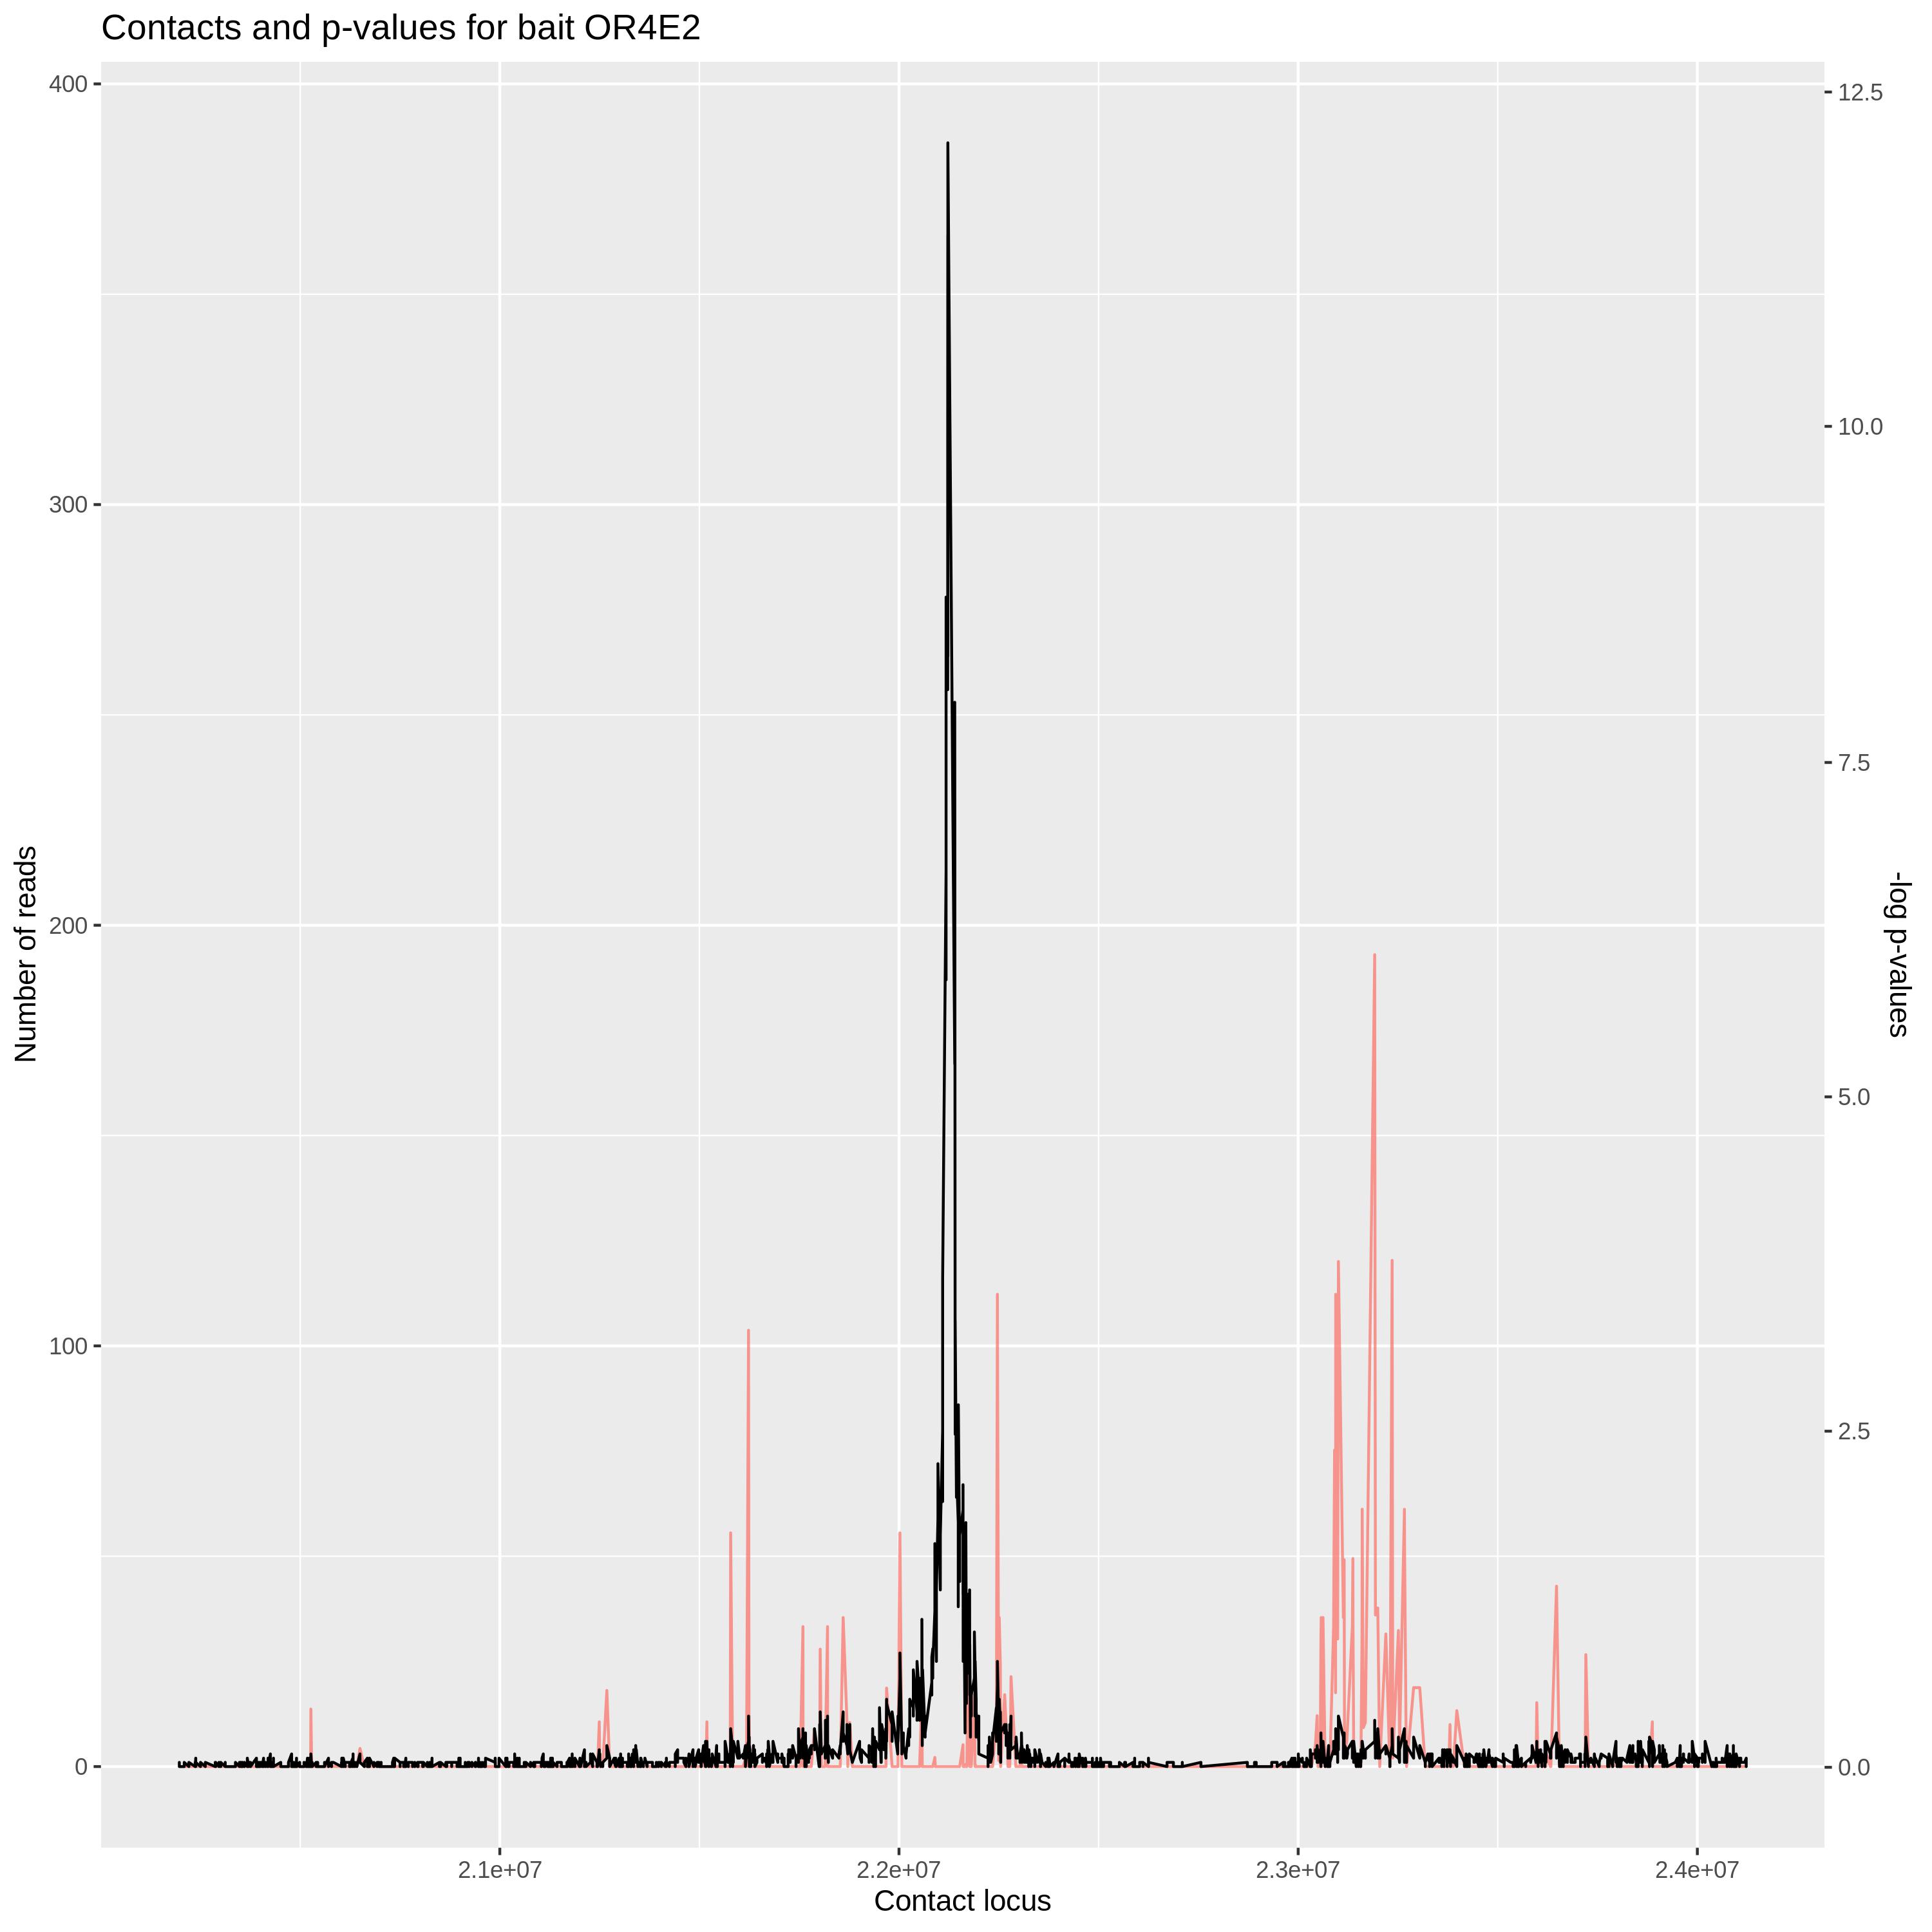 Contacts and p-values for bait OR4E2
400
300
200
100
0
Number of reads
12.5
10.0
7.5
5.0
2.5
0.0
-log p-values
2.1e+07
2.2e+07
2.3e+07
2.4e+07
Contact locus